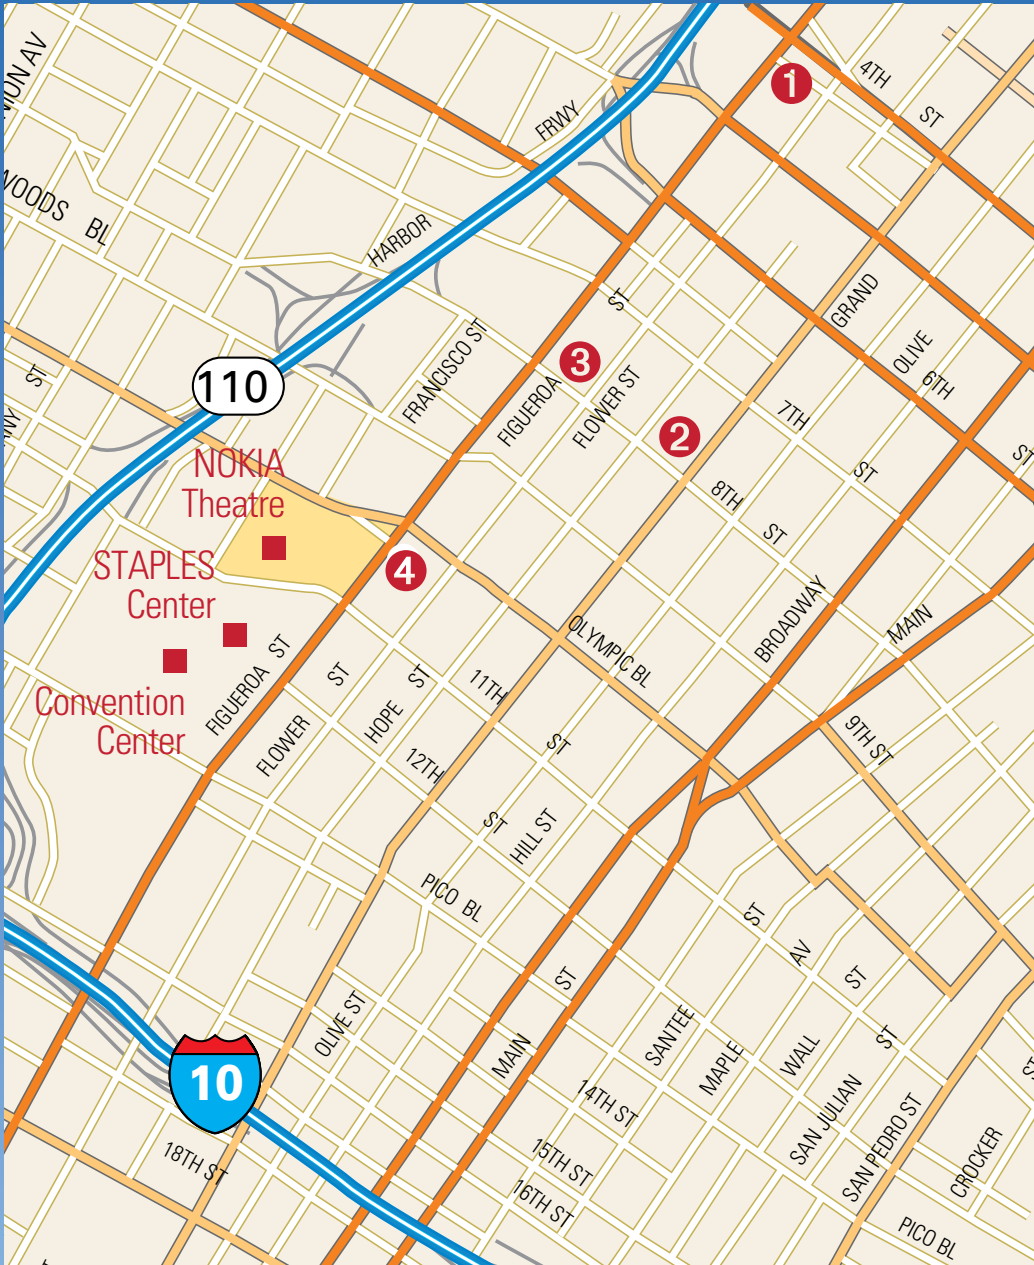 4TH
ST
1
FRWY
HARBOR
BL
GRAND
ST
OLIVE
6TH
ST
FRANCISCO ST
3
FIGUEROA
FLOWER ST
2
7TH
ST
110
ST
8TH
ST
NOKIA
Theatre
STAPLES
Center
4
BROADWAY
MAIN
OLYMPIC BL
Convention
Center
FIGUEROA ST
FLOWER
ST
HOPE
ST
11TH
ST
12TH
ST
9TH ST
HILL ST
PICO BL
ST
AV
ST
ST
ST
OLIVE ST
MAIN
SANTEE
MAPLE
WALL
SAN JULIAN
SAN PEDRO ST
CROCKER
10
14TH ST
15TH ST
16TH ST
18TH ST
PICO BL